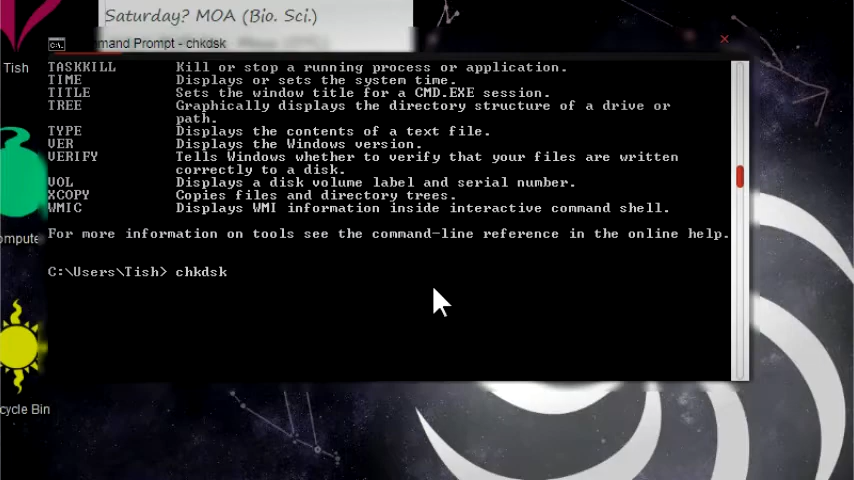 Saturday? MOA (Bio. Sci.)
mand Prompt - chkdsk
Tish
TASKKILL Kill or stop a running process or application.
TIME Displays or sets the system time.
TITLE Sets the window title for a CMD.EXE session.
TREE Graphically displays the directory structure of a drive or
path.
TYPE Displays the contents of a text file.
VER Displays the Windows version.
VERIFY Tells Windows whether to verify that your files are written
correctly to a disk.
VOL Displays a disk volume label and serial number.
XCOPY Copies files and directory trees.
WMIC Displays WMI information inside interactive command shell.
ompute
For more information on tools see the command-line reference in the online help.
C:\Users\Tish> chkdsk
cycle Bin